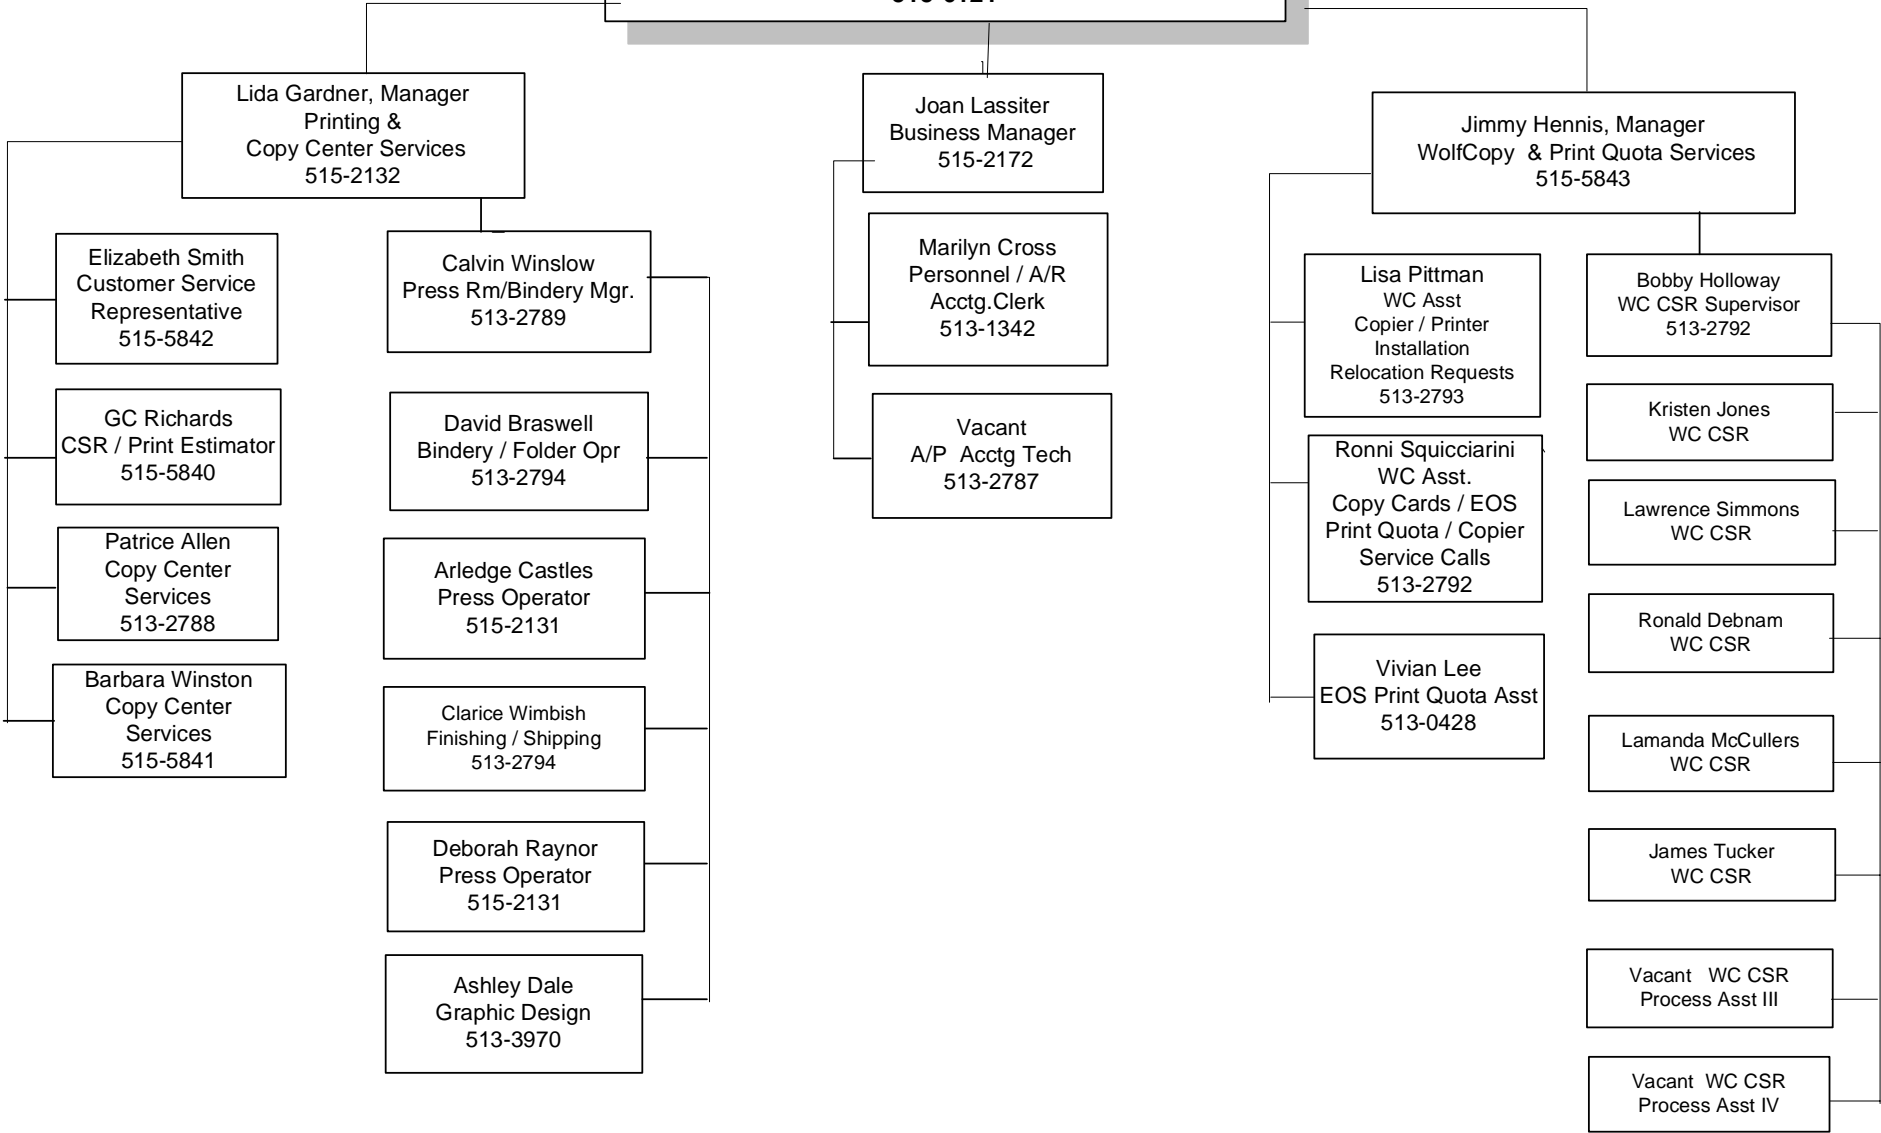 Lida Gardner, Manager
Printing &
Copy Center Services
515-2132
Elizabeth Smith
Customer Service
Representative
515-5842
GC Richards
CSR / Print Estimator
515-5840
Patrice Allen
Copy Center
Services
513-2788
Barbara Winston
Copy Center
Services
515-5841
Calvin Winslow
Press Rm/Bindery Mgr.
513-2789
David Braswell
Bindery / Folder Opr
513-2794
Arledge Castles
Press Operator
515-2131
Clarice Wimbish
Finishing / Shipping
513-2794
Deborah Raynor
Press Operator
515-2131
Ashley Dale
Graphic Design
513-3970
Joan Lassiter
Business Manager
515-2172
Marilyn Cross
Personnel / A/R
Acctg.Clerk
513-1342
Vacant
A/P Acctg Tech
513-2787
Jimmy Hennis, Manager
WolfCopy & Print Quota Services
515-5843
Lisa Pittman
WC Asst
Copier / Printer
Installation
Relocation Requests
513-2793
Ronni Squicciarini
WC Asst.
Copy Cards / EOS
Print Quota / Copier
Service Calls
513-2792
Vivian Lee
EOS Print Quota Asst
513-0428
Bobby Holloway
WC CSR Supervisor
513-2792
Kristen Jones
WC CSR
Lawrence Simmons
WC CSR
Ronald Debnam
WC CSR
Lamanda McCullers
WC CSR
James Tucker
WC CSR
Vacant WC CSR
Process Asst III
Vacant WC CSR
Process Asst IV